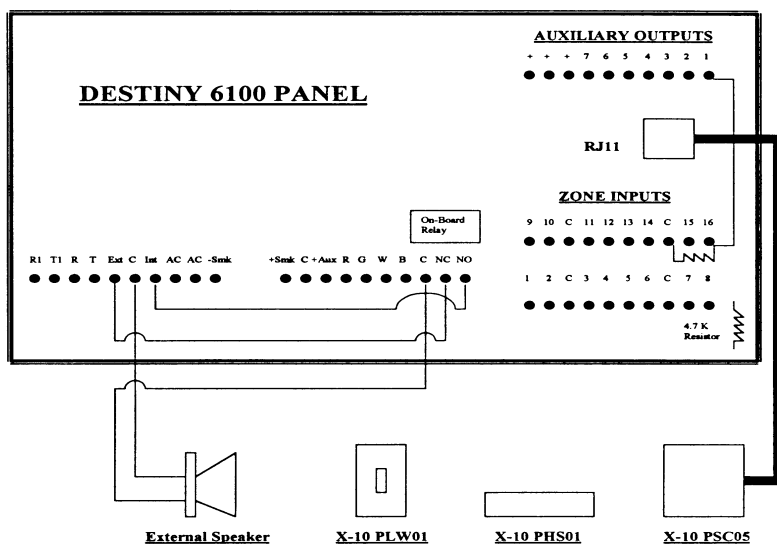 AUXILIARY OUTPUTS
+ + + 7 6 5 4 3 2 1
DESTINY 6100 PANEL
RJ11
ZONE INPUTS
On-Board
Relay
9 10 C 11 12 13 14 C 15 16
R1 T1 R T Ext C Int AC AC -Smk
+Smk C +Aux R G W B C NC NO
1 2 C 3 4 5 6 C 7 8
4.7 K
Resistor
External Speaker
X-10 PLW01
X-10 PHS01
X-10 PSC05